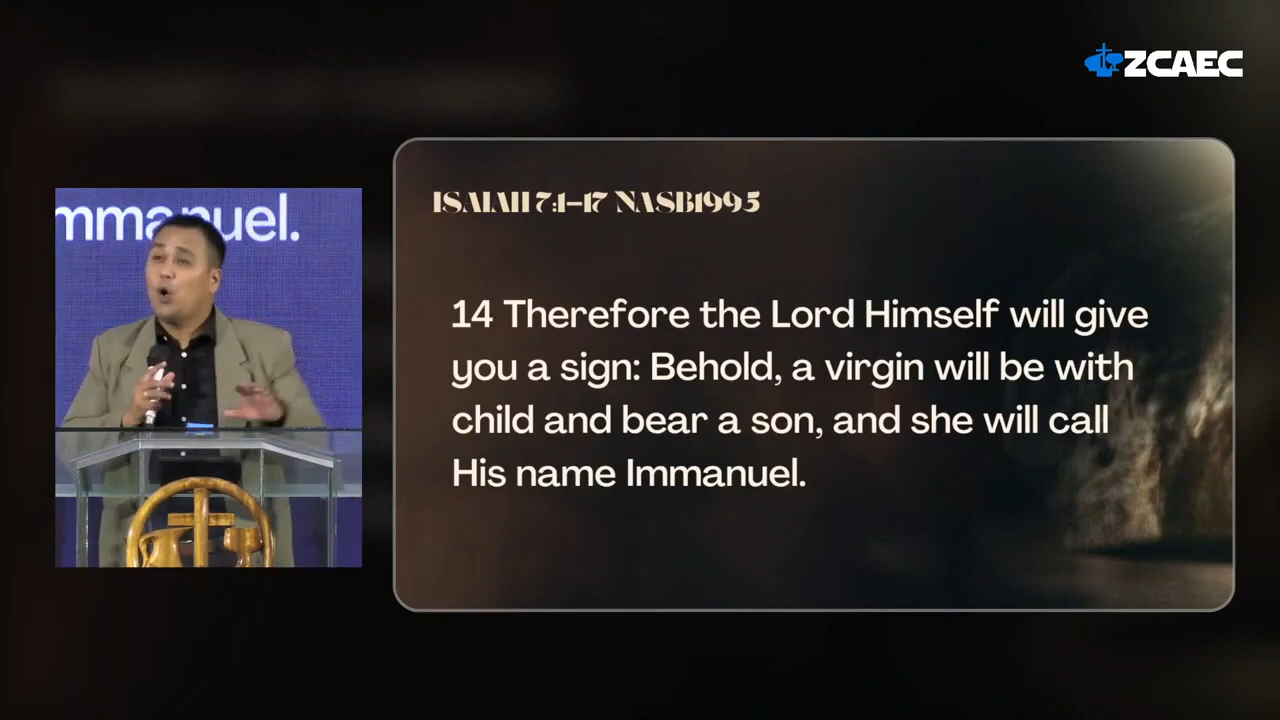 ZCAEC
mmanuel.
ISAIAH 7:1–17 NASB1995
14 Therefore the Lord Himself will give
you a sign: Behold, a virgin will be with
child and bear a son, and she will call
His name Immanuel.